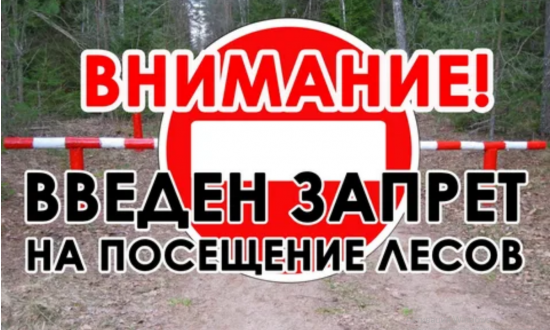 ВНИМАНИЕ!
ВВЕДЕН ЗАПРЕТ
НА ПОСЕЩЕНИЕ ЛЕСОВ